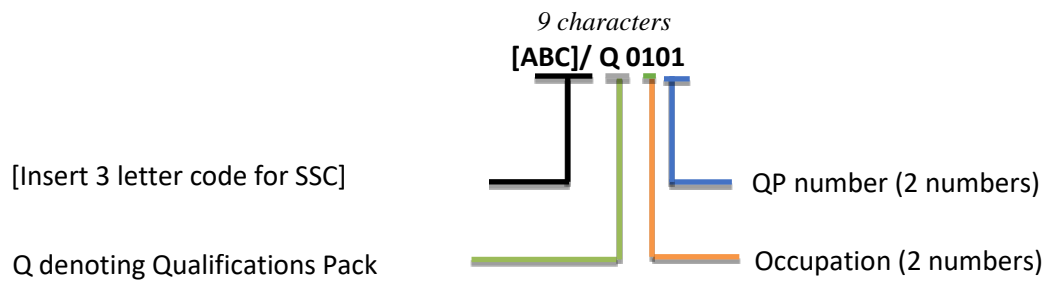 9 characters
[ABC]/ Q 0101
[Insert 3 letter code for SSC]
QP number (2 numbers)
Q denoting Qualifications Pack
Occupation (2 numbers)